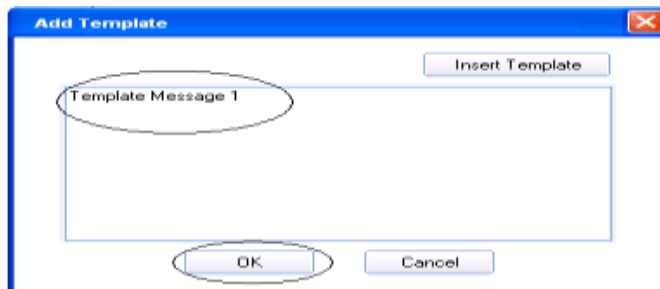 Add Template
Insert Template
Template Message 1
OK
Cancel